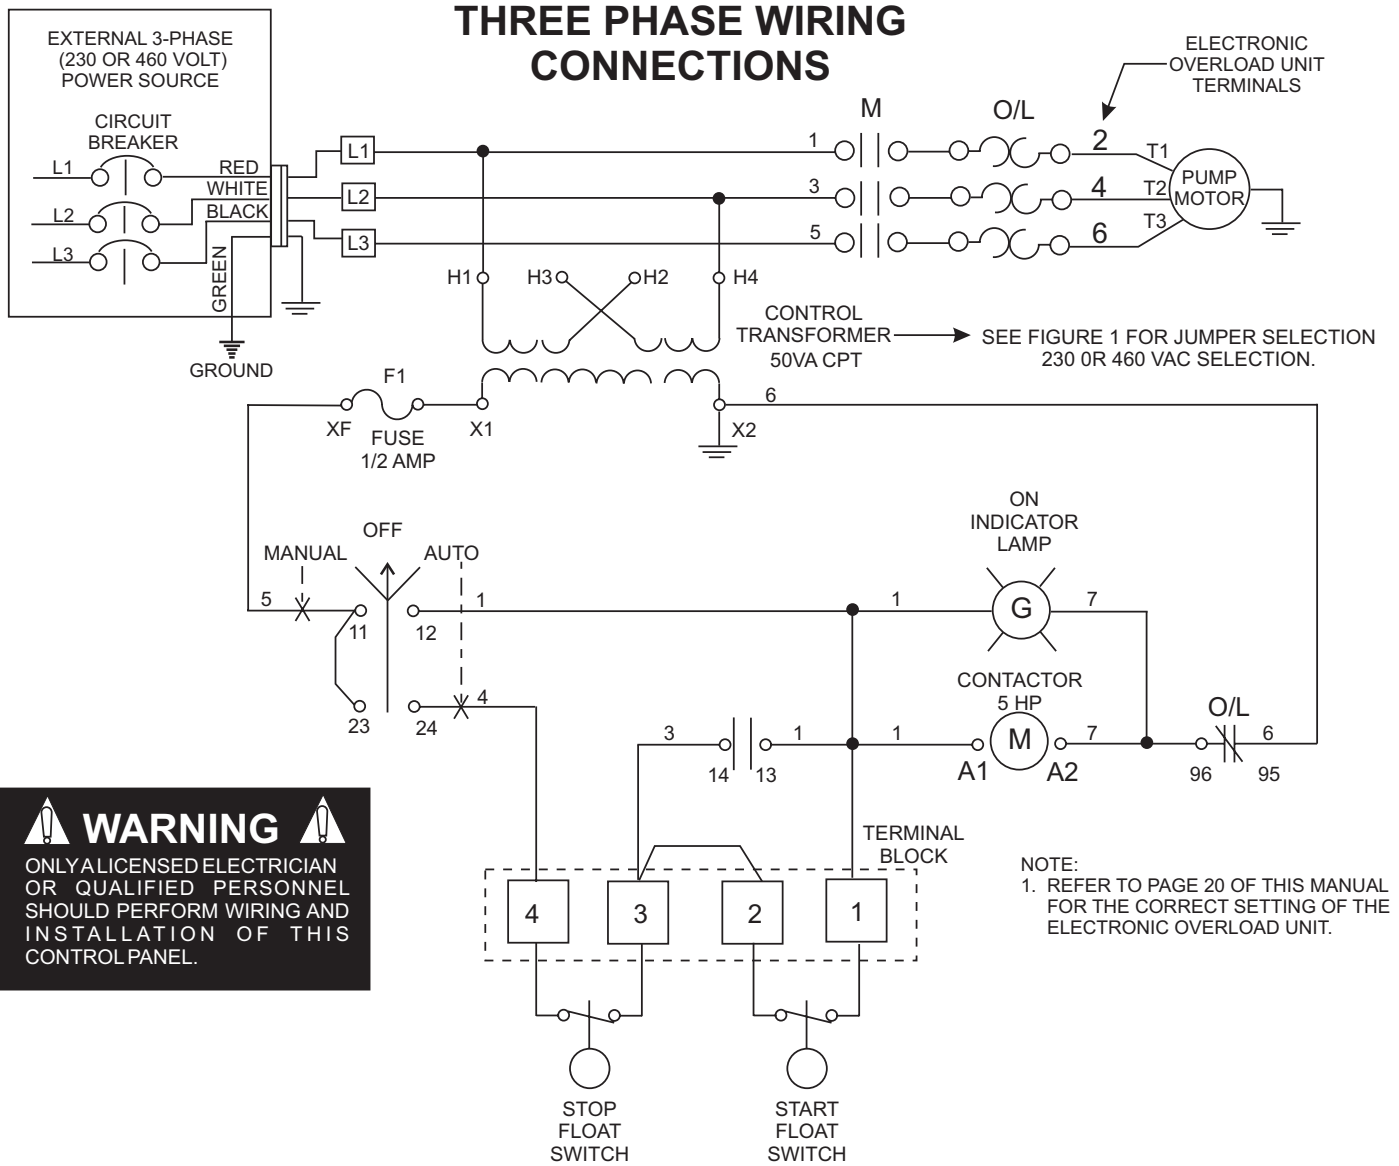 THREE PHASE WIRING
CONNECTIONS
EXTERNAL 3-PHASE
(230 OR 460 VOLT)
POWER SOURCE
CIRCUIT
BREAKER
L1
L2
L3
RED
WHITE
BLACK
GREEN
GROUND
L1
L2
L3
M
O/L
ELECTRONIC
OVERLOAD UNIT
TERMINALS
1
3
5
2
4
6
T1
T2
T3
PUMP
MOTOR
H1
H3
H2
H4
CONTROL
TRANSFORMER
50VA CPT
SEE FIGURE 1 FOR JUMPER SELECTION
230 0R 460 VAC SELECTION.
F1
XF
FUSE
1/2 AMP
X1
X2
6
OFF
MANUAL
AUTO
5
11
12
1
23
24
4
ON
INDICATOR
LAMP
1
G
7
CONTACTOR
5 HP
3
14
13
1
1
A1
M
A2
7
O/L
96
95
6
TERMINAL
BLOCK
4
3
2
1
STOP
FLOAT
SWITCH
START
FLOAT
SWITCH
WARNING
ONLY A LICENSED ELECTRICIAN
OR QUALIFIED PERSONNEL
SHOULD PERFORM WIRING AND
INSTALLATION OF THIS
CONTROL PANEL.
NOTE:
1. REFER TO PAGE 20 OF THIS MANUAL
FOR THE CORRECT SETTING OF THE
ELECTRONIC OVERLOAD UNIT.